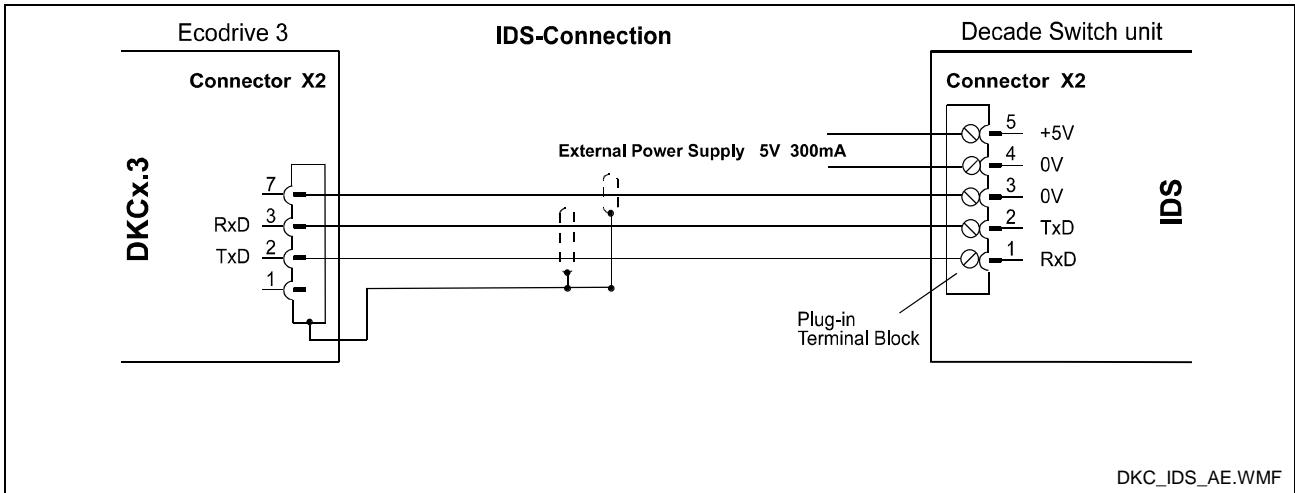 Ecodrive 3
IDS-Connection
Decade Switch unit
Connector X2
Connector X2
DKCx.3
IDS
5 +5V
External Power Supply 5V 300mA
4 0V
7
3 0V
RxD 3
2 TxD
TxD 2
1 RxD
1
Plug-in
Terminal Block
DKC_IDS_AE.WMF